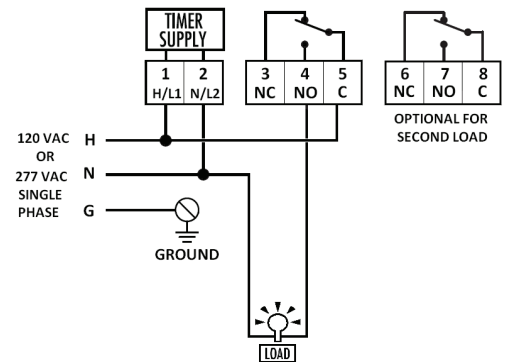 TIMER
SUPPLY
1 2
H/L1 N/L2
3 4 5
NC NO C
6 7 8
NC NO C
OPTIONAL FOR
SECOND LOAD
120 VAC
OR
277 VAC
SINGLE
PHASE
H
N
G
GROUND
LOAD